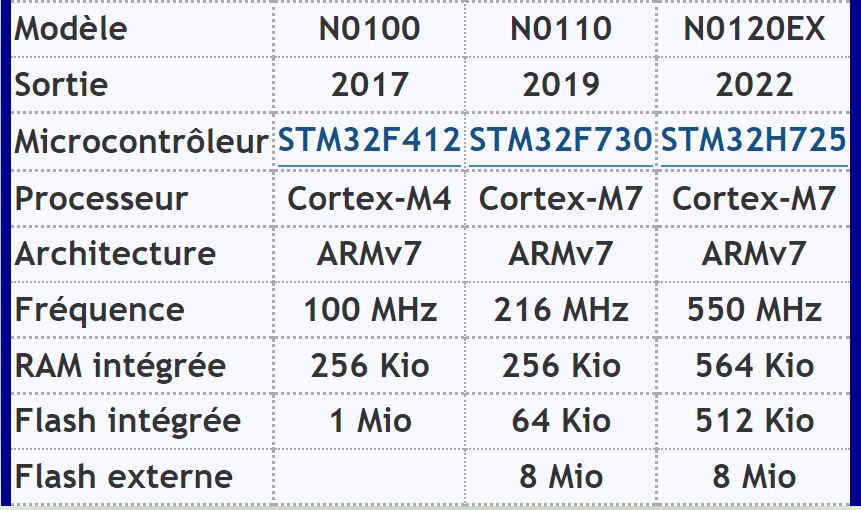 Modèle N0100 N0110 N0120EX
Sortie 2017 2019 2022
Microcontrôleur STM32F412 STM32F730 STM32H725
Processeur Cortex-M4 Cortex-M7 Cortex-M7
Architecture ARMv7 ARMv7 ARMv7
Fréquence 100 MHz 216 MHz 550 MHz
RAM intégrée 256 Kio 256 Kio 564 Kio
Flash intégrée 1 Mio 64 Kio 512 Kio
Flash externe 8 Mio 8 Mio